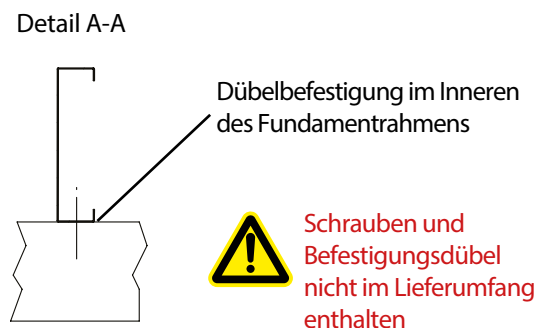 Detail A-A
Dübelbefestigung im Inneren
des Fundamentrahmens
Schrauben und
Befestigungsdübel
nicht im Lieferumfang
enthalten